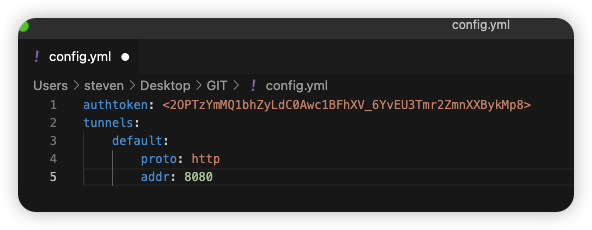 config.yml
! config.yml ●
Users > steven > Desktop > GIT > ! config.yml
1 authtoken: <2OPTzYmMQ1bhZyLdC0Awc1BFhXV_6YvEU3Tmr2ZmnXXBykMp8>
2 tunnels:
3 default:
4 proto: http
5 addr: 8080